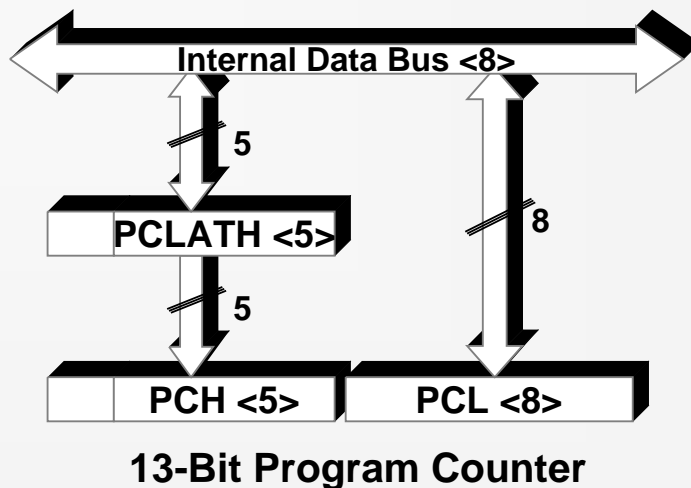 Internal Data Bus <8>
5
PCLATH <5>
8
5
PCH <5>
PCL <8>
13-Bit Program Counter